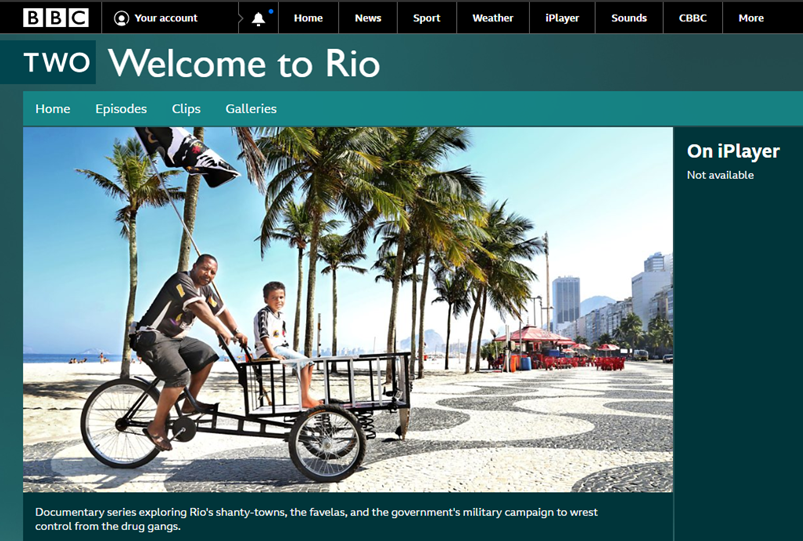 BBC Your account Home News Sport Weather iPlayer Sounds CBBC More
TWO Welcome to Rio
Home Episodes Clips Galleries
On iPlayer
Not available
Documentary series exploring Rio's shanty-towns, the favelas, and the government's military campaign to wrest
control from the drug gangs.